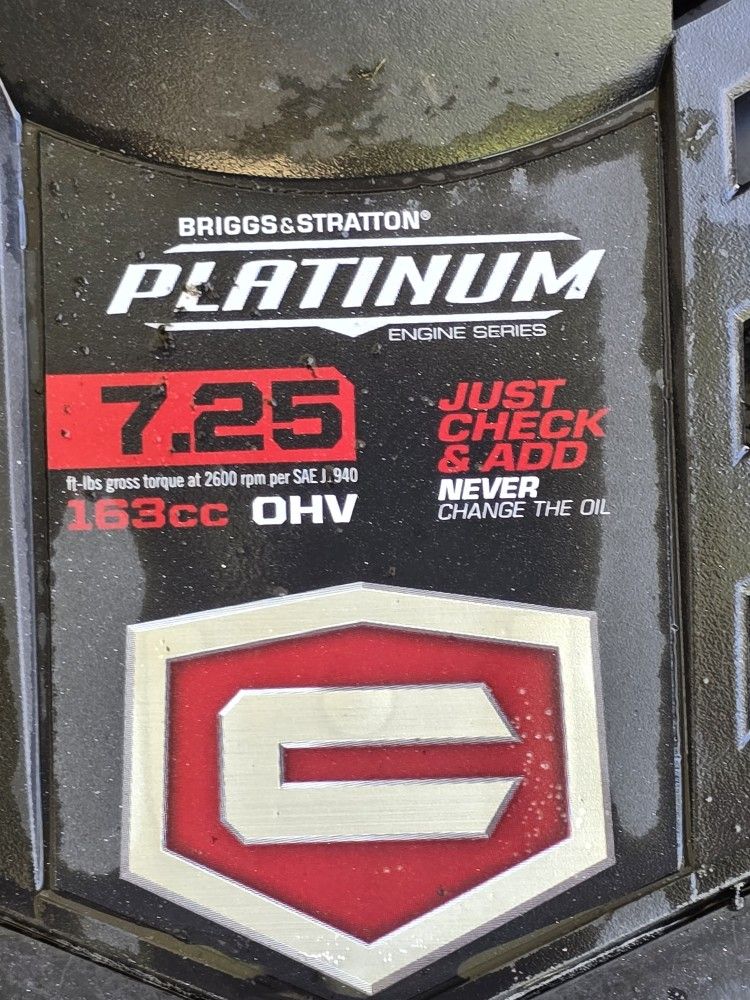 BRIGGS&STRATTON®
PLATINUM
ENGINE SERIES
7.25
ft-lbs gross torque at 2600 rpm per SAE J1940
163cc OHV
JUST
CHECK
& ADD
NEVER
CHANGE THE OIL
C